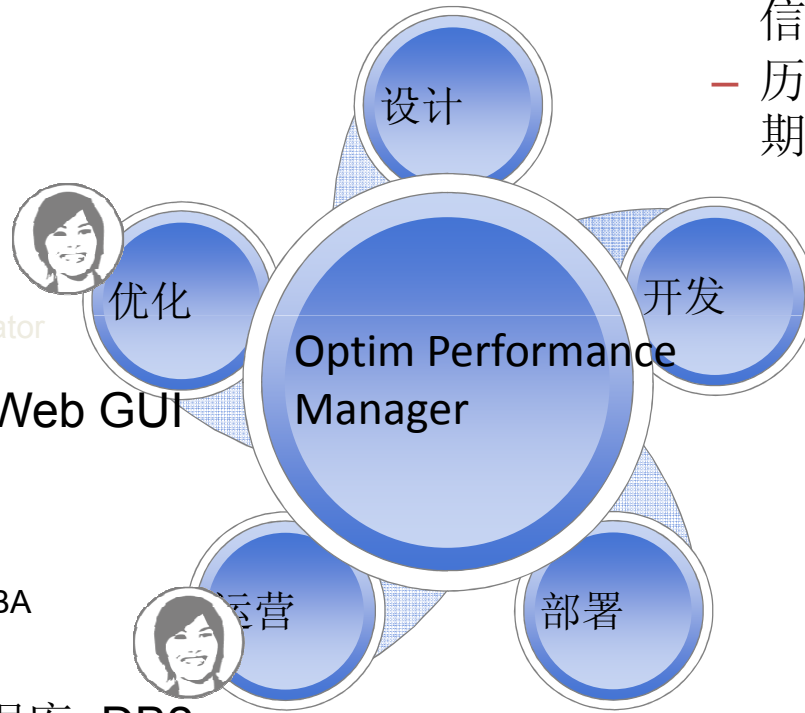 信
– 历
期
设计
优化
开发
ator
Optim Performance
Manager
Web GUI
BA
运营
部署